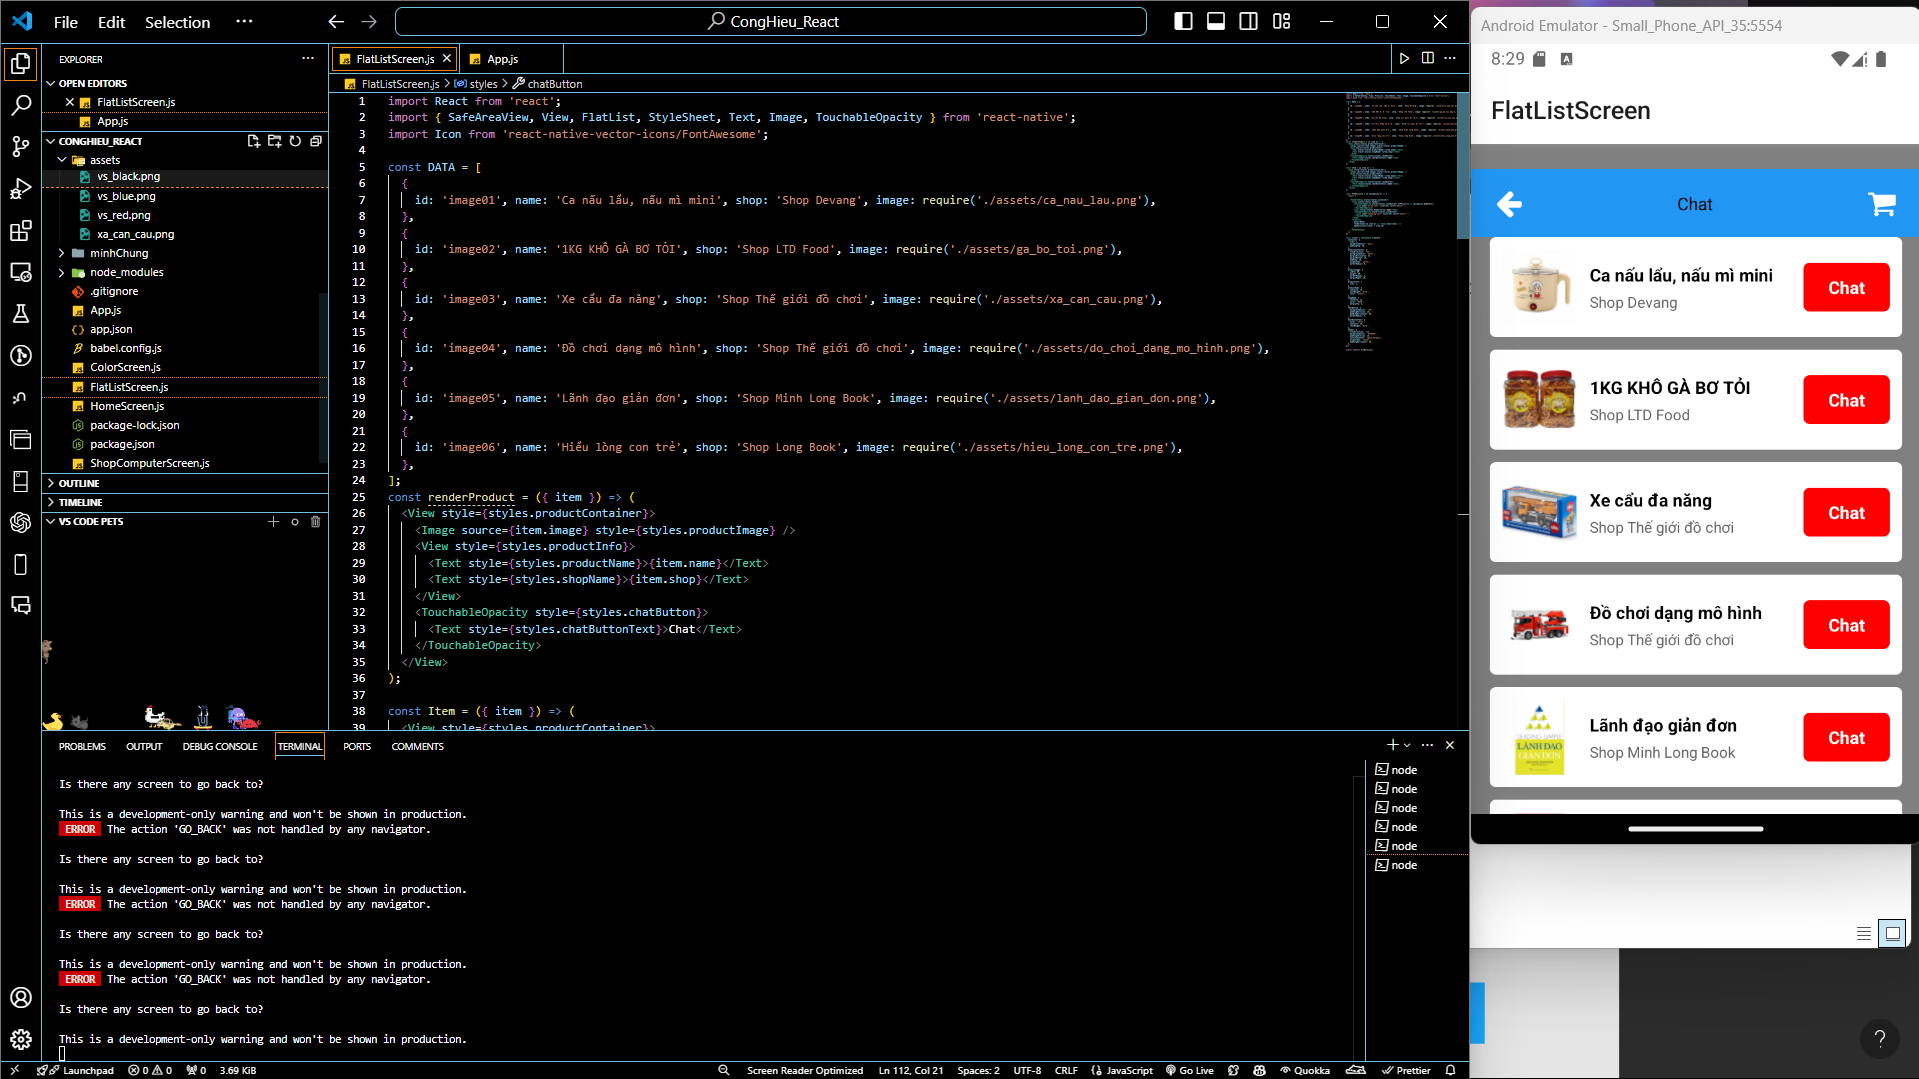 File Edit Selection ···
CongHieu_React
EXPLORER
OPEN EDITORS
FlatListScreen.js
App.js
CONGHIEU_REACT
assets
vs_black.png
vs_blue.png
vs_red.png
xa_can_cau.png
minhChung
node_modules
.gitignore
App.js
app.json
babel.config.js
ColorScreen.js
FlatListScreen.js
HomeScreen.js
package-lock.json
package.json
ShopComputerScreen.js
OUTLINE
TIMELINE
VS CODE PETS
FlatListScreen.js
App.js
FlatListScreen.js > styles > chatButton
1 import React from 'react';
2 import { SafeAreaView, View, FlatList, StyleSheet, Text, Image, TouchableOpacity } from 'react-native';
3 import Icon from 'react-native-vector-icons/FontAwesome';
4
5 const DATA = [
6 {
7 id: 'image01', name: 'Ca nấu lẩu, nấu mì mini', shop: 'Shop Devang', image: require('./assets/ca_nau_lau.png'),
8 },
9 {
10 id: 'image02', name: '1KG KHÔ GÀ BƠ TỎI', shop: 'Shop LTD Food', image: require('./assets/ga_bo_toi.png'),
11 },
12 {
13 id: 'image03', name: 'Xe cẩu đa năng', shop: 'Shop Thế giới đồ chơi', image: require('./assets/xa_can_cau.png'),
14 },
15 {
16 id: 'image04', name: 'Đồ chơi dạng mô hình', shop: 'Shop Thế giới đồ chơi', image: require('./assets/do_choi_dang_mo_hinh.png'),
17 },
18 {
19 id: 'image05', name: 'Lãnh đạo giản đơn', shop: 'Shop Minh Long Book', image: require('./assets/lanh_dao_gian_don.png'),
20 },
21 {
22 id: 'image06', name: 'Hiểu lòng con trẻ', shop: 'Shop Long Book', image: require('./assets/hieu_long_con_tre.png'),
23 },
24 ];
25 const renderProduct = ({ item }) => (
26 <View style={styles.productContainer}>
27 <Image source={item.image} style={styles.productImage} />
28 <View style={styles.productInfo}>
29 <Text style={styles.productName}>{item.name}</Text>
30 <Text style={styles.shopName}>{item.shop}</Text>
31 </View>
32 <TouchableOpacity style={styles.chatButton}>
33 <Text style={styles.chatButtonText}>Chat</Text>
34 </TouchableOpacity>
35 </View>
36 );
37
38 const Item = ({ item }) => (
39 <View style={styles.productContainer}>
PROBLEMS OUTPUT DEBUG CONSOLE TERMINAL PORTS COMMENTS
Is there any screen to go back to?
This is a development-only warning and won't be shown in production.
ERROR The action 'GO_BACK' was not handled by any navigator.
Is there any screen to go back to?
This is a development-only warning and won't be shown in production.
ERROR The action 'GO_BACK' was not handled by any navigator.
Is there any screen to go back to?
This is a development-only warning and won't be shown in production.
ERROR The action 'GO_BACK' was not handled by any navigator.
Is there any screen to go back to?
This is a development-only warning and won't be shown in production.
node
node
node
node
node
node
Launchpad 0 0 0 3.69 KiB
Screen Reader Optimized Ln 112, Col 21 Spaces: 2 UTF-8 CRLF JavaScript Go Live Quokka Prettier
Android Emulator - Small_Phone_API_35:5554
8:29
FlatListScreen
Chat
Ca nấu lẩu, nấu mì mini
Shop Devang
Chat
1KG KHÔ GÀ BƠ TỎI
Shop LTD Food
Chat
Xe cẩu đa năng
Shop Thế giới đồ chơi
Chat
Đồ chơi dạng mô hình
Shop Thế giới đồ chơi
Chat
LEADING SIMPLE
LÃNH ĐẠO
GIẢN ĐƠN
Lãnh đạo giản đơn
Shop Minh Long Book
Chat
?